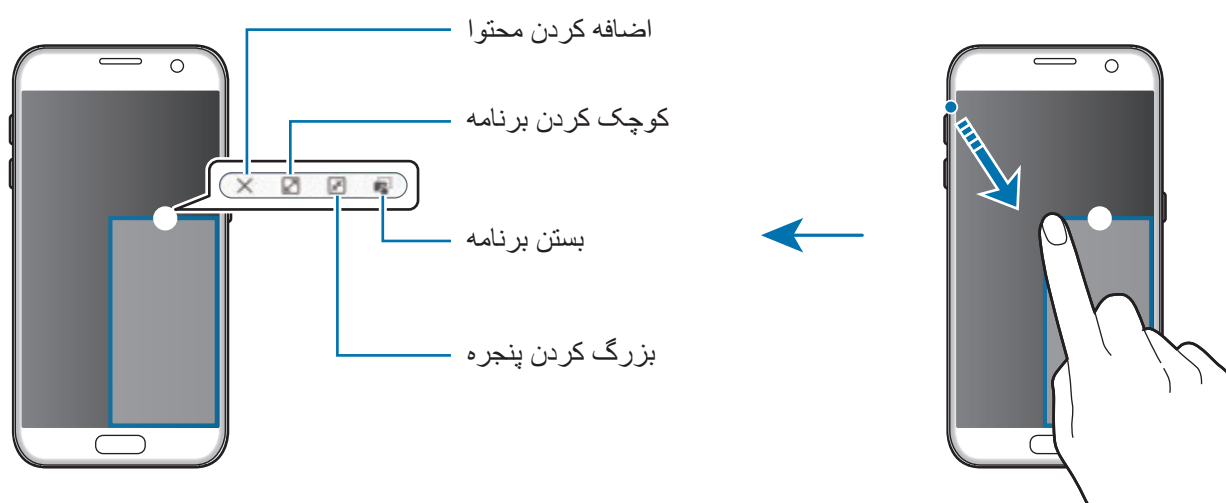 اضافه کردن محتوا
کوچک کردن برنامه
بستن برنامه
بزرگ کردن پنجره